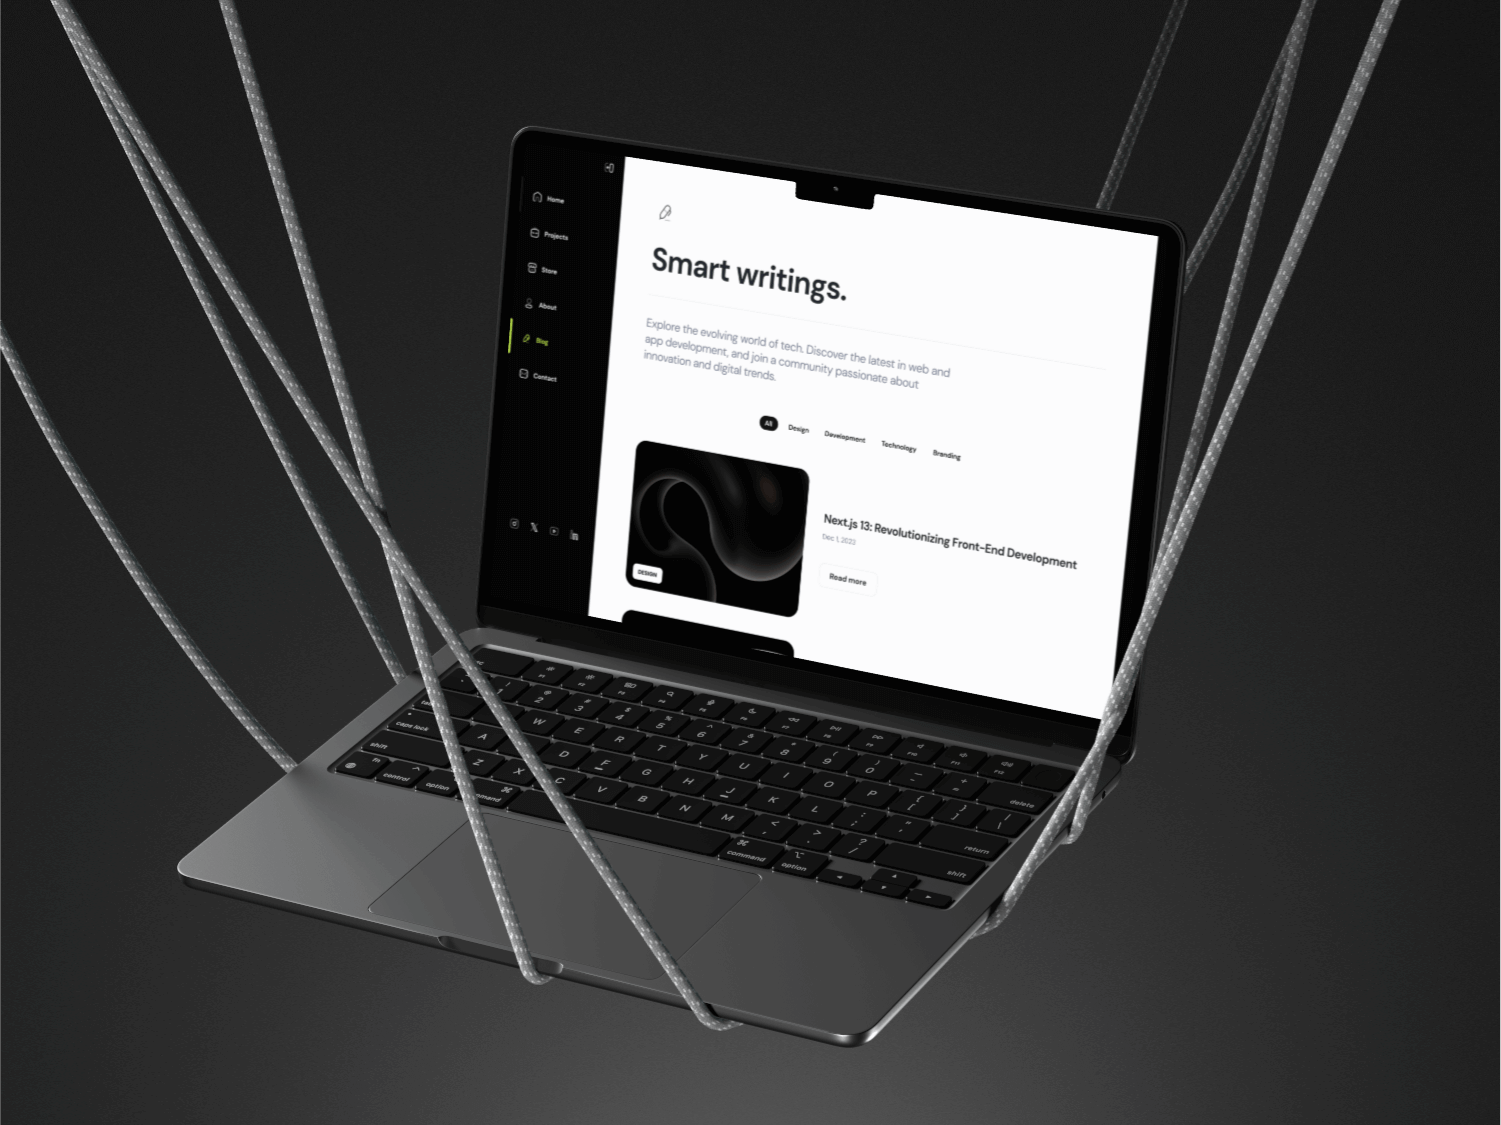 Home
Projects
Store
About
Blog
Contact
Smart writings.
Explore the evolving world of tech. Discover the latest in web and
app development, and join a community passionate about
innovation and digital trends.
All Design Development Technology Branding
DESIGN
Next.js 13: Revolutionizing Front-End Development
Dec 1, 2023
Read more
W E R T Y U I O P
delete
caps lock A D F G H J K L
return
shift Z X C V B N M
shift
fn control option command
command option